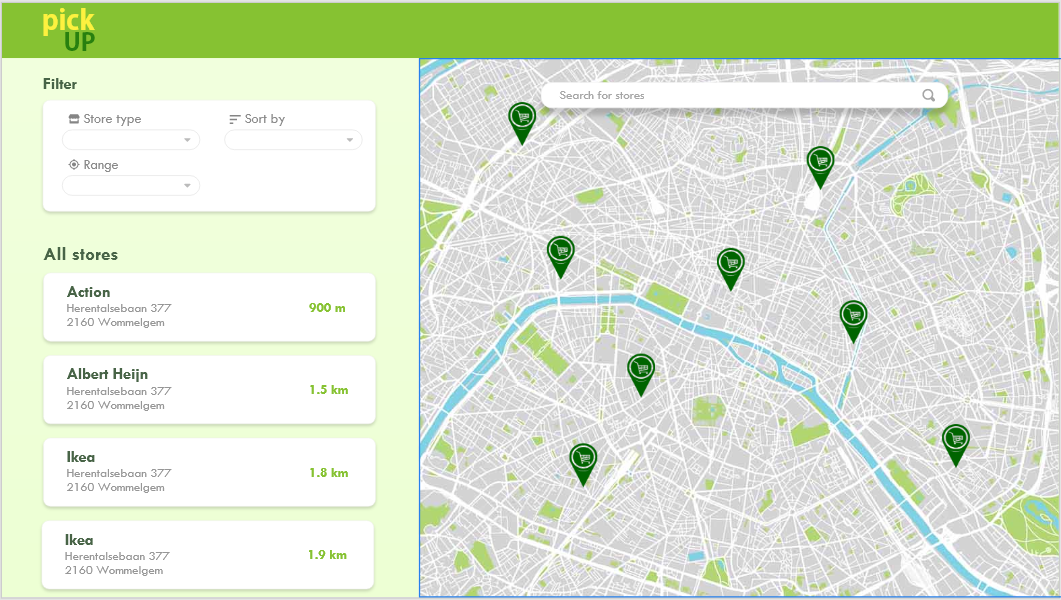 pick
UP
Filter
Store type
Sort by
Range
All stores
Action
Herentalsebaan 377
2160 Wommelgem
900 m
Albert Heijn
Herentalsebaan 377
2160 Wommelgem
1.5 km
Ikea
Herentalsebaan 377
2160 Wommelgem
1.8 km
Ikea
Herentalsebaan 377
2160 Wommelgem
1.9 km
Search for stores